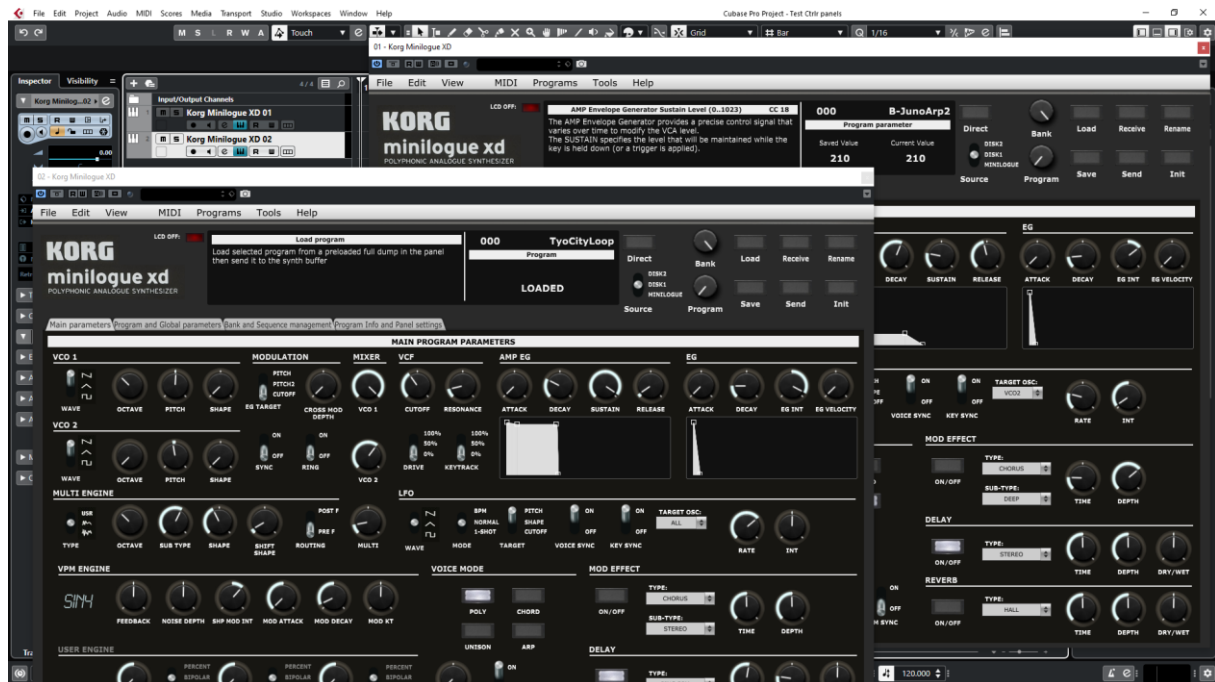 File Edit Project Audio MIDI Scores Media Transport Studio Workspaces Window Help
Cubase Pro Project - Test Ctrlr panels
M S L R W A Touch
Grid
Bar
Q 1/16
01 - Korg Minilogue XD
Inspector Visibility
4/4
Korg Minilog...02
Input/Output Channels
Korg Minilogue XD 01
Korg Minilogue XD 02
0.00
File Edit View MIDI Programs Tools Help
KORG
minilogue xd
POLYPHONIC ANALOGUE SYNTHESIZER
LCD OFF:
AMP Envelope Generator Sustain Level (0..1023) CC 18
The AMP Envelope Generator provides a precise control signal that
varies over time to modify the VCA level.
The SUSTAIN specifies the level that will be maintained while the
key is held down (or a trigger is applied).
000 B-JunoArp2
Program parameter
Saved Value Current Value
210 210
Direct
Source
DISK2
DISK1
MINILOGUE
Bank
Program
Load Receive Rename
Save Send Init
EG
DECAY SUSTAIN RELEASE ATTACK DECAY EG INT EG VELOCITY
ON
OFF
VOICE SYNC
ON
OFF
KEY SYNC
TARGET OSC:
VCO2
RATE INT
MOD EFFECT
ON/OFF
TYPE:
CHORUS
SUB-TYPE:
DEEP
TIME DEPTH
DELAY
ON/OFF
TYPE:
STEREO
TIME DEPTH DRY/WET
REVERB
ON
OFF
M SYNC
ON/OFF
TYPE:
HALL
TIME DEPTH DRY/WET
02 - Korg Minilogue XD
File Edit View MIDI Programs Tools Help
KORG
minilogue xd
POLYPHONIC ANALOGUE SYNTHESIZER
LCD OFF:
Load program
Load selected program from a preloaded full dump in the panel
then send it to the synth buffer
000 TyoCityLoop
Program
LOADED
Direct
Source
DISK2
DISK1
MINILOGUE
Bank
Program
Load Receive Rename
Save Send Init
Main parameters Program and Global parameters Bank and Sequence management Program Info and Panel settings
MAIN PROGRAM PARAMETERS
VCO 1 MODULATION MIXER VCF AMP EG EG
PITCH
PITCH2
CUTOFF
WAVE OCTAVE PITCH SHAPE EG TARGET CROSS MOD DEPTH VCO 1 CUTOFF RESONANCE ATTACK DECAY SUSTAIN RELEASE ATTACK DECAY EG INT EG VELOCITY
VCO 2
ON ON 100% 100%
50% 50%
OFF OFF 0% 0%
SYNC RING DRIVE KEYTRACK
WAVE OCTAVE PITCH SHAPE VCO 2
MULTI ENGINE LFO
USR
POST F
PRE F
TYPE OCTAVE SUB TYPE SHAPE SHIFT SHAPE ROUTING MULTI
BPM
NORMAL
1-SHOT
PITCH
SHAPE
CUTOFF
ON
OFF
ON
OFF
TARGET OSC:
ALL
WAVE MODE TARGET VOICE SYNC KEY SYNC RATE INT
VPM ENGINE VOICE MODE MOD EFFECT
SIN4
FEEDBACK NOISE DEPTH SHP MOD INT MOD ATTACK MOD DECAY MOD KT
POLY CHORD
UNISON ARP
ON/OFF
TYPE:
CHORUS
SUB-TYPE:
STEREO
TIME DEPTH
USER ENGINE DELAY
PERCENT PERCENT PERCENT
BIPOLAR BIPOLAR BIPOLAR
ON
TYPE:
120.000